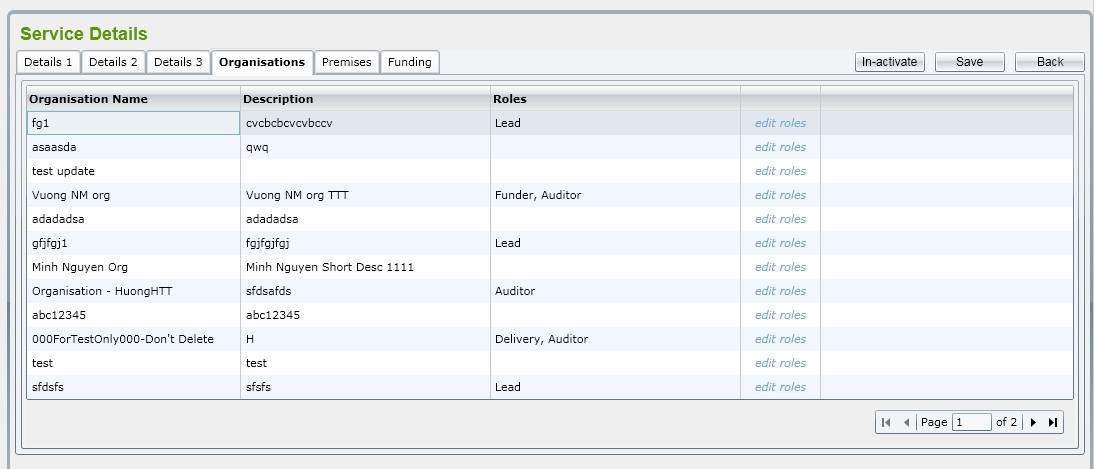 Service Details
Details 1 Details 2 Details 3 Organisations Premises Funding In-activate Save Back
Organisation Name Description Roles
fg1 cvcbcbcvcvbccv Lead edit roles
asaasda qwq edit roles
test update edit roles
Vuong NM org Vuong NM org TTT Funder, Auditor edit roles
adadadsa adadadsa edit roles
gfjfgj1 fgjfgjfgj Lead edit roles
Minh Nguyen Org Minh Nguyen Short Desc 1111 edit roles
Organisation - HuongHTT sfdsafds Auditor edit roles
abc12345 abc12345 edit roles
000ForTestOnly000-Don't Delete H Delivery, Auditor edit roles
test test edit roles
sfdsfs sfsfs Lead edit roles
Page 1 of 2